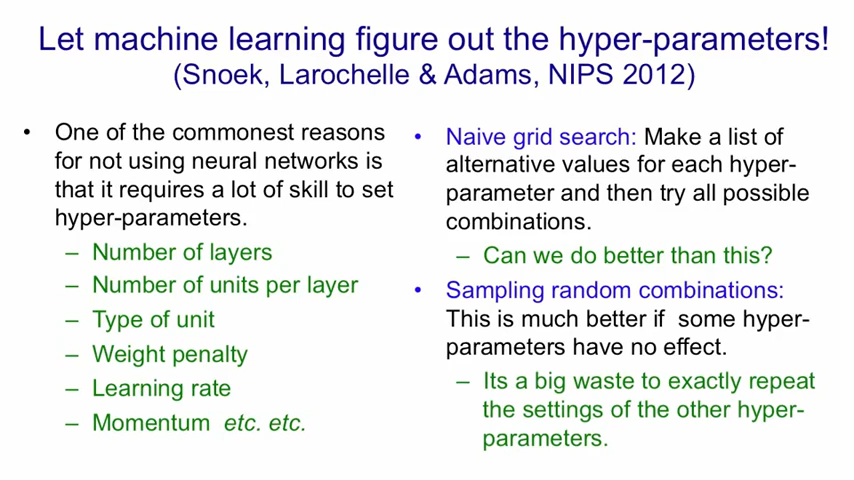 Let machine learning figure out the hyper-parameters!
(Snoek, Larochelle & Adams, NIPS 2012)
• One of the commonest reasons
for not using neural networks is
that it requires a lot of skill to set
hyper-parameters.
– Number of layers
– Number of units per layer
– Type of unit
– Weight penalty
– Learning rate
– Momentum etc. etc.
• Naive grid search: Make a list of
alternative values for each hyper-
parameter and then try all possible
combinations.
– Can we do better than this?
• Sampling random combinations:
This is much better if some hyper-
parameters have no effect.
– Its a big waste to exactly repeat
the settings of the other hyper-
parameters.